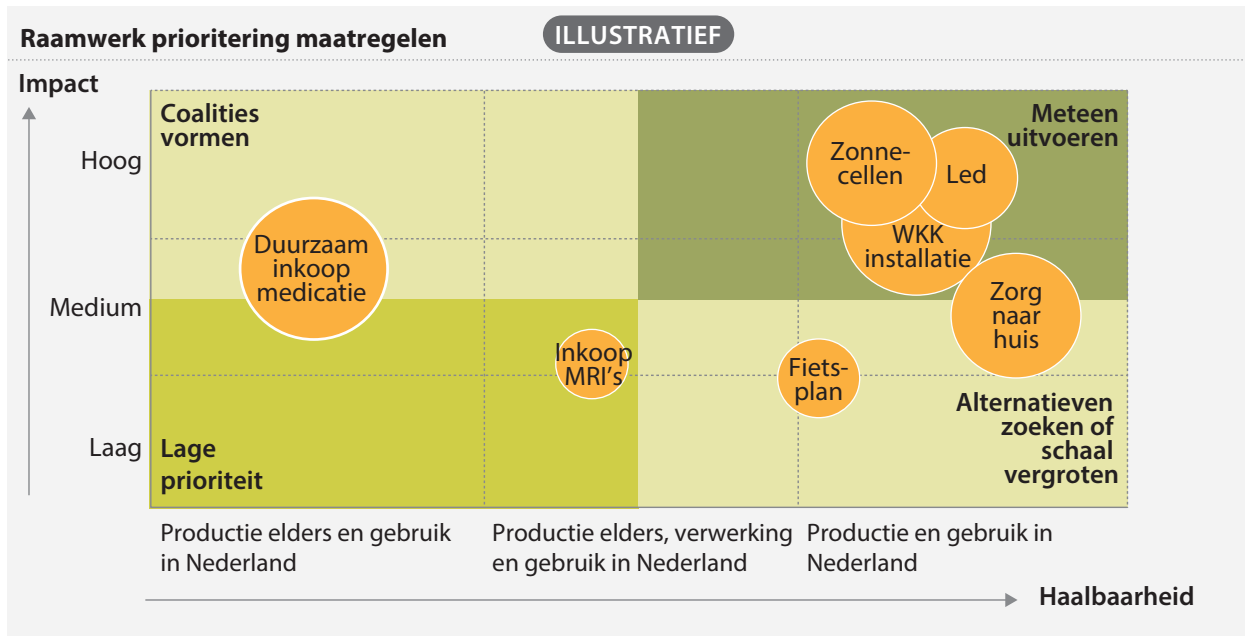 Raamwerk prioritering maatregelen
ILLUSTRATIEF
Impact
Hoog
Medium
Laag
Coalities
vormen
Meteen
uitvoeren
Zonne-
cellen
Led
WKK
installatie
Duurzaam
inkoop
medicatie
Zorg
naar
huis
Inkoop
MRI's
Fiets-
plan
Lage
prioriteit
Alternatieven
zoeken of
schaal
vergroten
Productie elders en gebruik
in Nederland
Productie elders, verwerking
en gebruik in Nederland
Productie en gebruik in
Nederland
Haalbaarheid